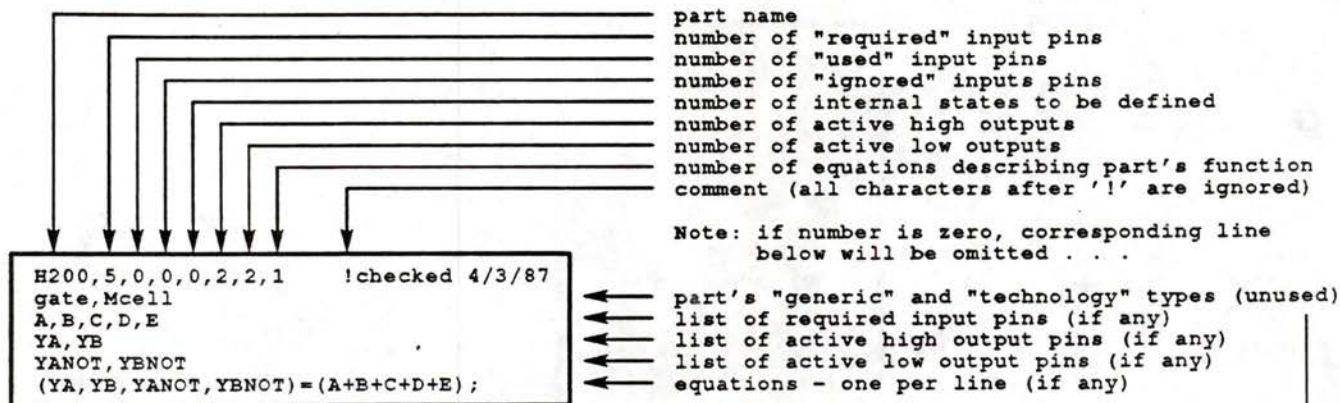 part name
number of "required" input pins
number of "used" input pins
number of "ignored" inputs pins
number of internal states to be defined
number of active high outputs
number of active low outputs
number of equations describing part's function
comment (all characters after '!' are ignored)
Note: if number is zero, corresponding line
below will be omitted . . .
H200,5,0,0,0,2,2,1 !checked 4/3/87
gate,Mcell
A,B,C,D,E
YA,YB
YANOT,YBNOT
(YA,YB,YANOT,YBNOT)=(A+B+C+D+E);
part's "generic" and "technology" types (unused)
list of required input pins (if any)
list of active high output pins (if any)
list of active low output pins (if any)
equations - one per line (if any)